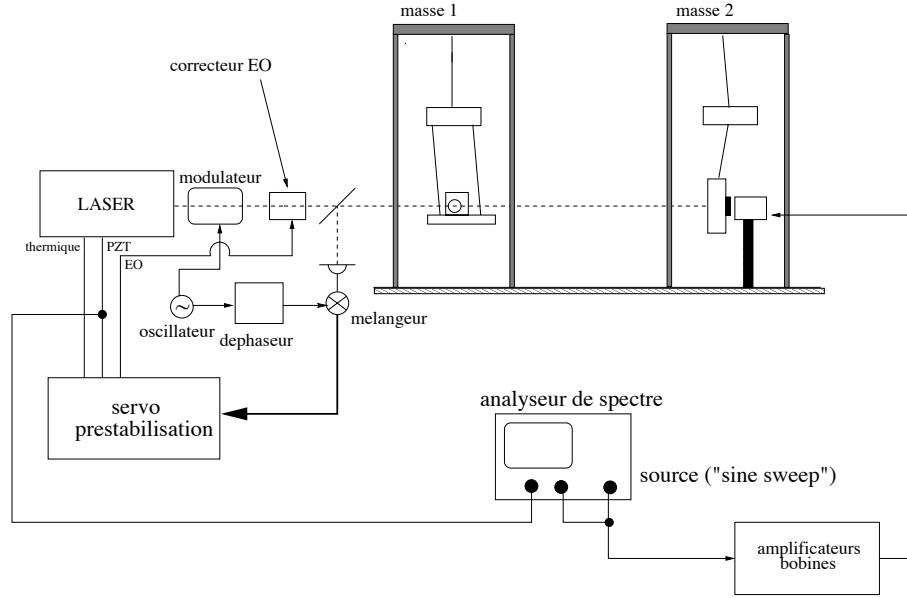 masse 1
masse 2
correcteur EO
modulateur
LASER
thermique
PZT
EO
oscillateur
dephaseur
melangeur
servo
prestabilisation
analyseur de spectre
source ("sine sweep")
amplificateurs
bobines